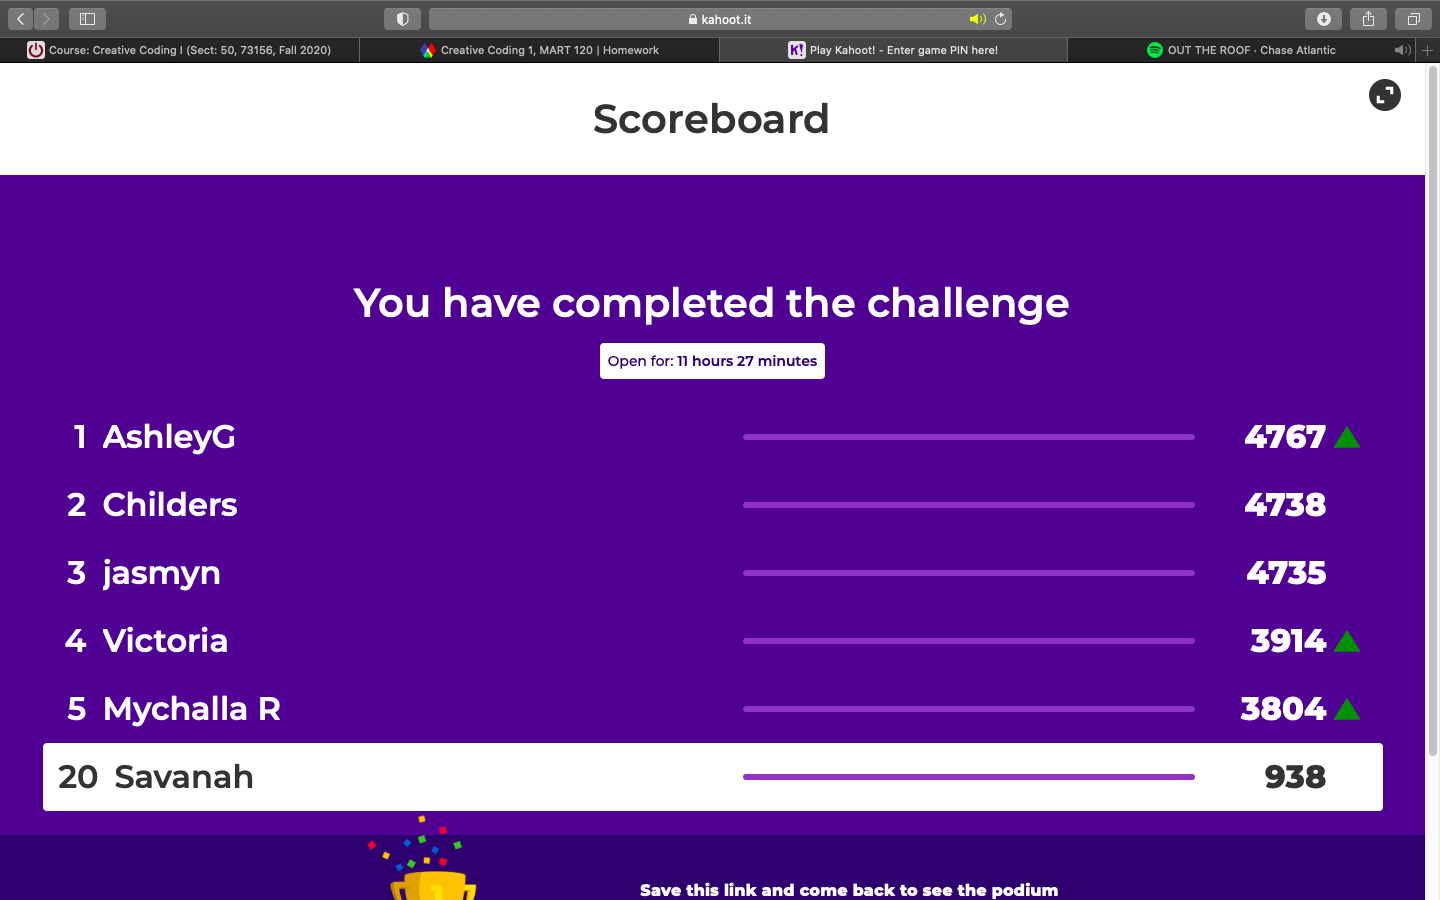 kahoot.it
Course: Creative Coding I (Sect: 50, 73156, Fall 2020)
Creative Coding 1, MART 120 | Homework
K!
Play Kahoot! - Enter game PIN here!
OUT THE ROOF · Chase Atlantic
Scoreboard
You have completed the challenge
Open for: 11 hours 27 minutes
1 AshleyG 4767
2 Childers 4738
3 jasmyn 4735
4 Victoria 3914
5 Mychalla R 3804
20 Savanah 938
1
Save this link and come back to see the podium